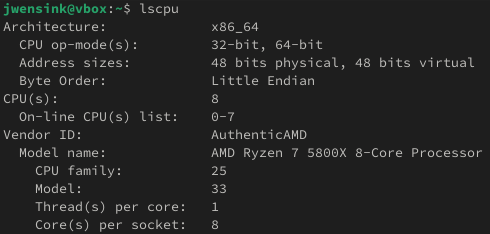 jwensink@vbox:~$ lscpu
Architecture: x86_64
CPU op-mode(s): 32-bit, 64-bit
Address sizes: 48 bits physical, 48 bits virtual
Byte Order: Little Endian
CPU(s): 8
On-line CPU(s) list: 0-7
Vendor ID: AuthenticAMD
Model name: AMD Ryzen 7 5800X 8-Core Processor
CPU family: 25
Model: 33
Thread(s) per core: 1
Core(s) per socket: 8